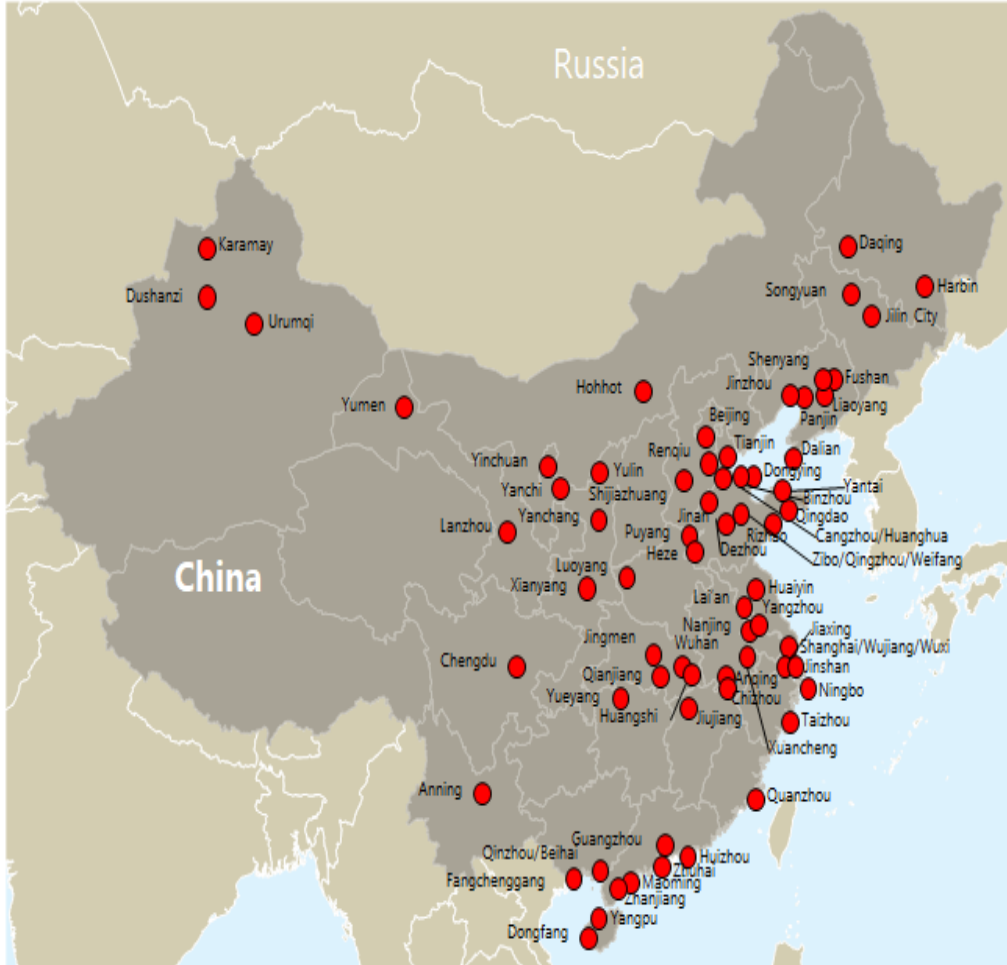 Russia
Karamay
Daqing
Dushanzi
Harbin
Songyuan
Urumqi
Jilin City
Shenyang
Fushan
Jinzhou
Hohhot
Liaoyang
Yumen
Panjin
Beijing
Tianjin
Renqiu
Dalian
Yinchuan
Yulin
Dongying
Yanchi
Shijiazhuang
Yantai
Binzhou
Yanchang
Jinan
Qingdao
Lanzhou
Puyang
Rizhao
Cangzhou/Huanghua
Heze
Dezhou
Zibo/Qingzhou/Weifang
Luoyang
China
Xianyang
Huaiyin
Lai'an
Yangzhou
Nanjing
Jiaxing
Jingmen
Wuhan
Shanghai/Wujiang/Wuxi
Chengdu
Qianjiang
Anqing
Jinshan
Chizhou
Ningbo
Yueyang
Huangshi
Jiujiang
Taizhou
Xuancheng
Anning
Quanzhou
Guangzhou
Qinzhou/Beihai
Huizhou
Zhuhai
Fangchenggang
Maoming
Zhanjiang
Yangpu
Dongfang